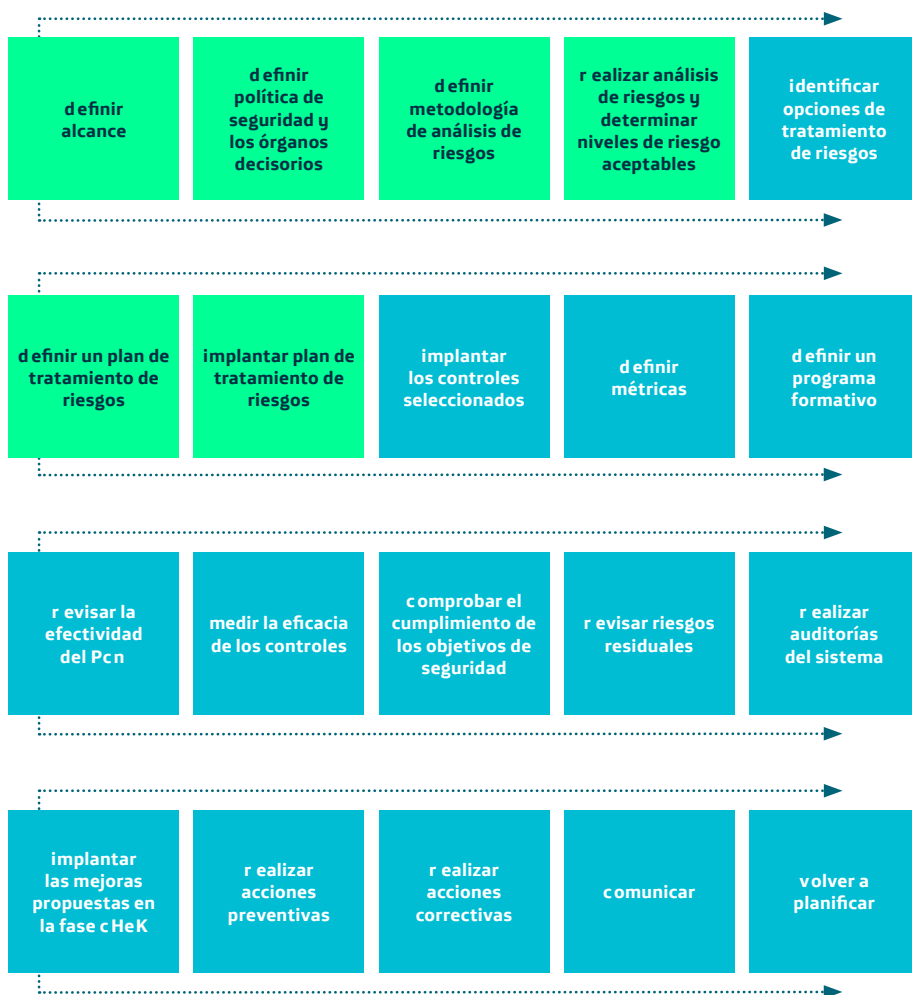 definir
alcance
definir
política de
seguridad y
los órganos
decisorios
definir
metodología
de análisis de
riesgos
realizar análisis
de riesgos y
determinar
niveles de riesgo
aceptables
identificar
opciones de
tratamiento
de riesgos
definir un plan de
tratamiento de
riesgos
implantar plan de
tratamiento de
riesgos
implantar
los controles
seleccionados
definir
métricas
definir un
programa
formativo
revisar la
efectividad
del Pcn
medir la eficacia
de los controles
comprobar el
cumplimiento de
los objetivos de
seguridad
revisar riesgos
residuales
realizar
auditorías
del sistema
implantar
las mejoras
propuestas en
la fase cHeK
realizar
acciones
preventivas
realizar
acciones
correctivas
comunicar
volver a
planificar